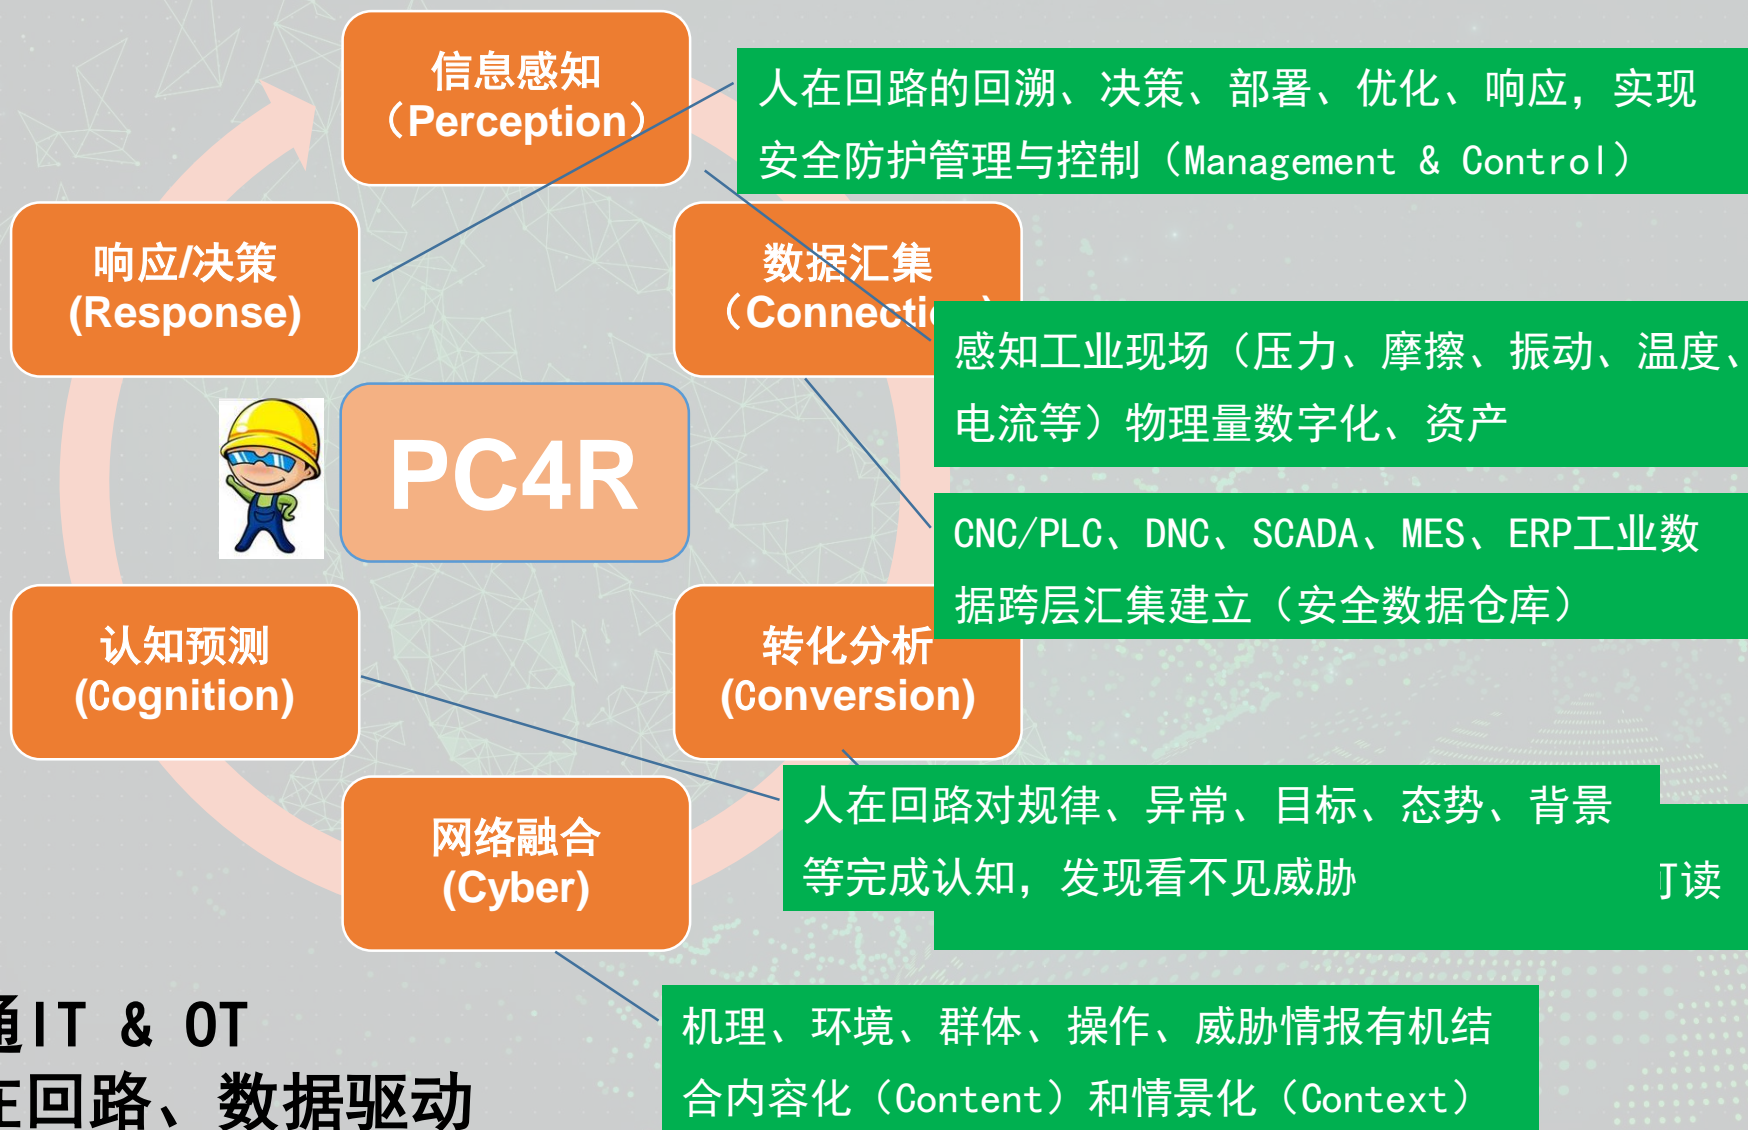 信息感知
（Perception）
人在回路的回溯、决策、部署、优化、响应，实现
安全防护管理与控制（Management & Control）
响应/决策
(Response)
数据汇集
（Connectio
感知工业现场（压力、摩擦、振动、温度、
电流等）物理量数字化、资产
PC4R
CNC/PLC、DNC、SCADA、MES、ERP工业数
据跨层汇集建立（安全数据仓库）
认知预测
(Cognition)
转化分析
(Conversion)
人在回路对规律、异常、目标、态势、背景
等完成认知，发现看不见威胁
读
网络融合
(Cyber)
机理、环境、群体、操作、威胁情报有机结
合内容化（Content）和情景化（Context）
通IT & OT
在回路、数据驱动